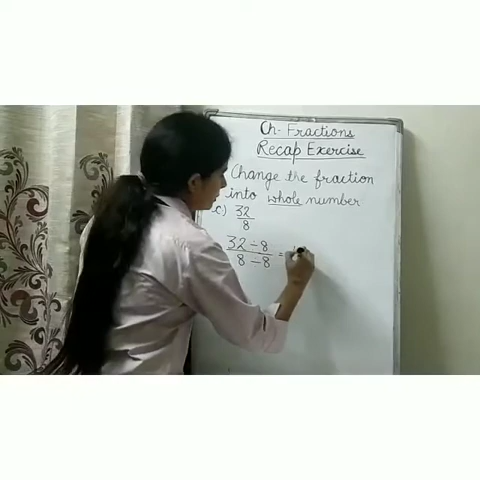 Ch- Fractions
Recap Exercise
Change the fraction
into whole number
c) 32
8
32 ÷ 8
8 ÷ 8
=